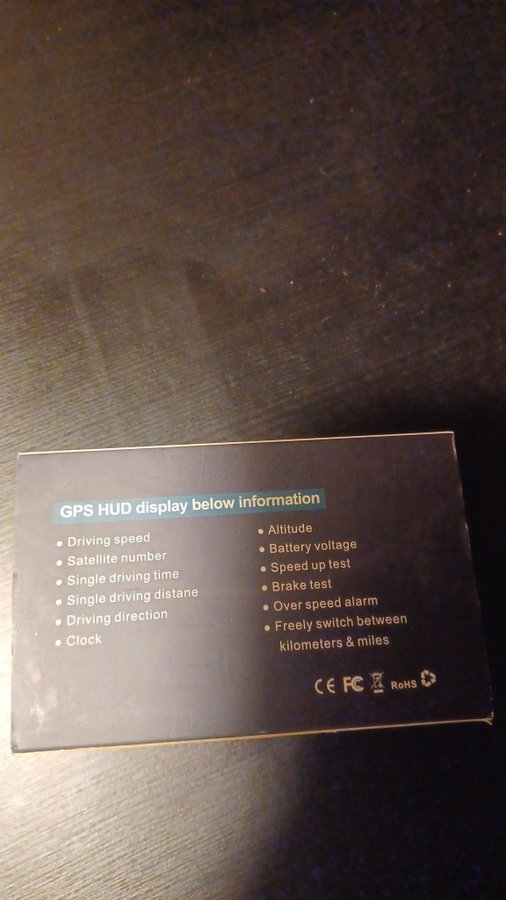 GPS HUD display below information
• Driving speed
• Satellite number
• Single driving time
• Single driving distane
• Driving direction
• Clock
• Altitude
• Battery voltage
• Speed up test
• Brake test
• Over speed alarm
• Freely switch between
kilometers & miles
CE FC RoHS